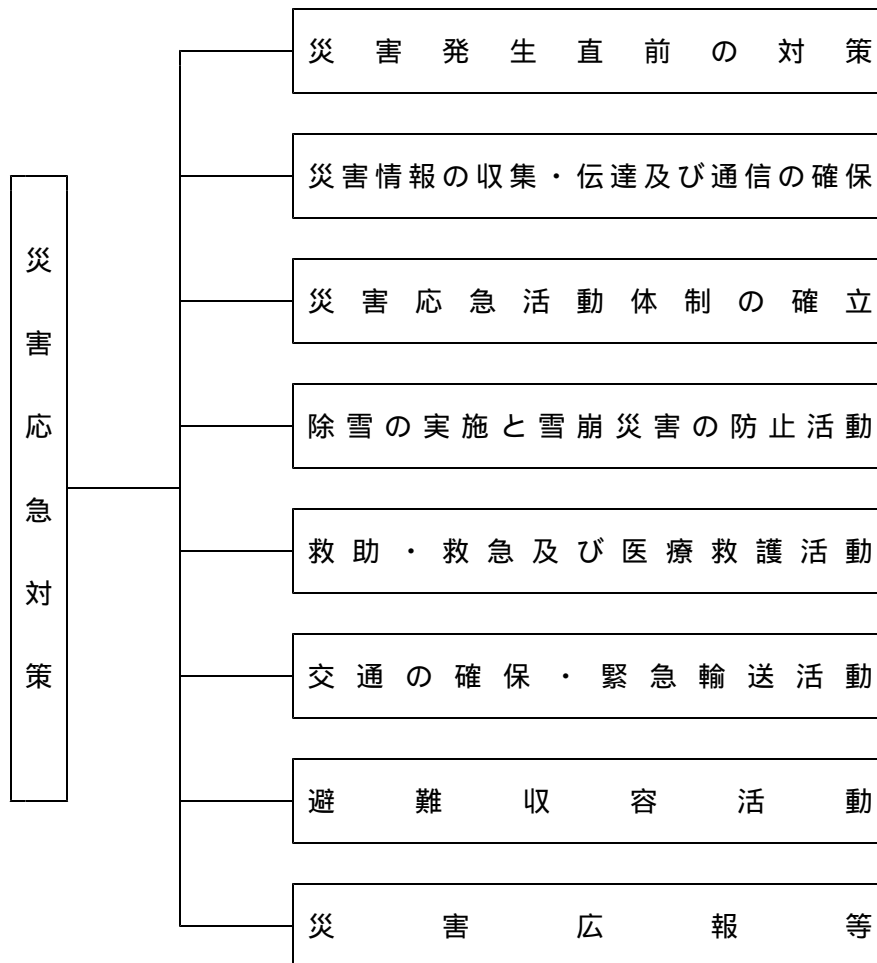 災害応急対策
災害発生直前の対策
災害情報の収集・伝達及び通信の確保
災害応急活動体制の確立
除雪の実施と雪崩災害の防止活動
救助・救急及び医療救護活動
交通の確保・緊急輸送活動
避難収容活動
災害広報等